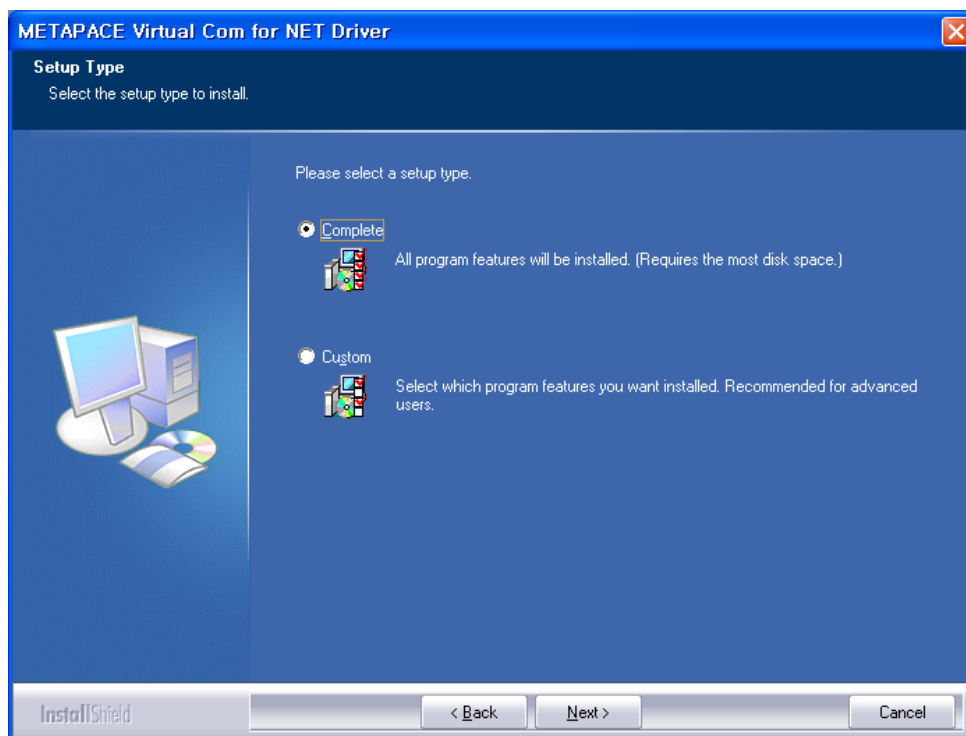 METAPACE Virtual Com for NET Driver
Setup Type
Select the setup type to install.
Please select a setup type.
Complete
All program features will be installed. (Requires the most disk space.)
Custom
Select which program features you want installed. Recommended for advanced
users.
InstallShield
< Back
Next >
Cancel